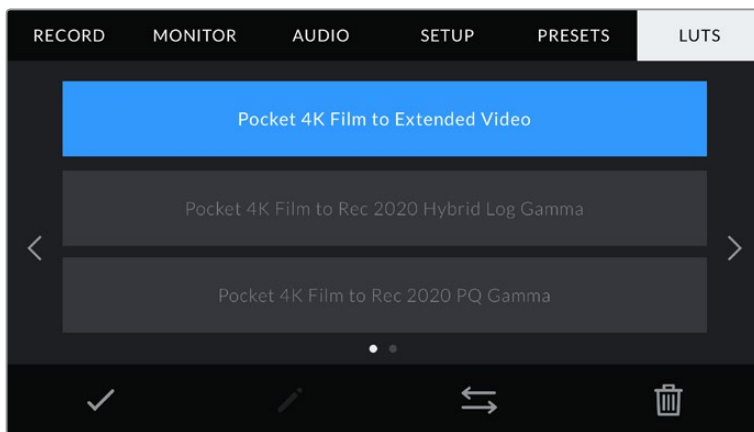 RECORD MONITOR AUDIO SETUP PRESETS LUTS
Pocket 4K Film to Extended Video
Pocket 4K Film to Rec 2020 Hybrid Log Gamma
Pocket 4K Film to Rec 2020 PQ Gamma